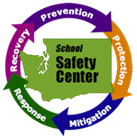 Prevention
Protection
Mitigation
Response
Recovery
School
Safety
Center